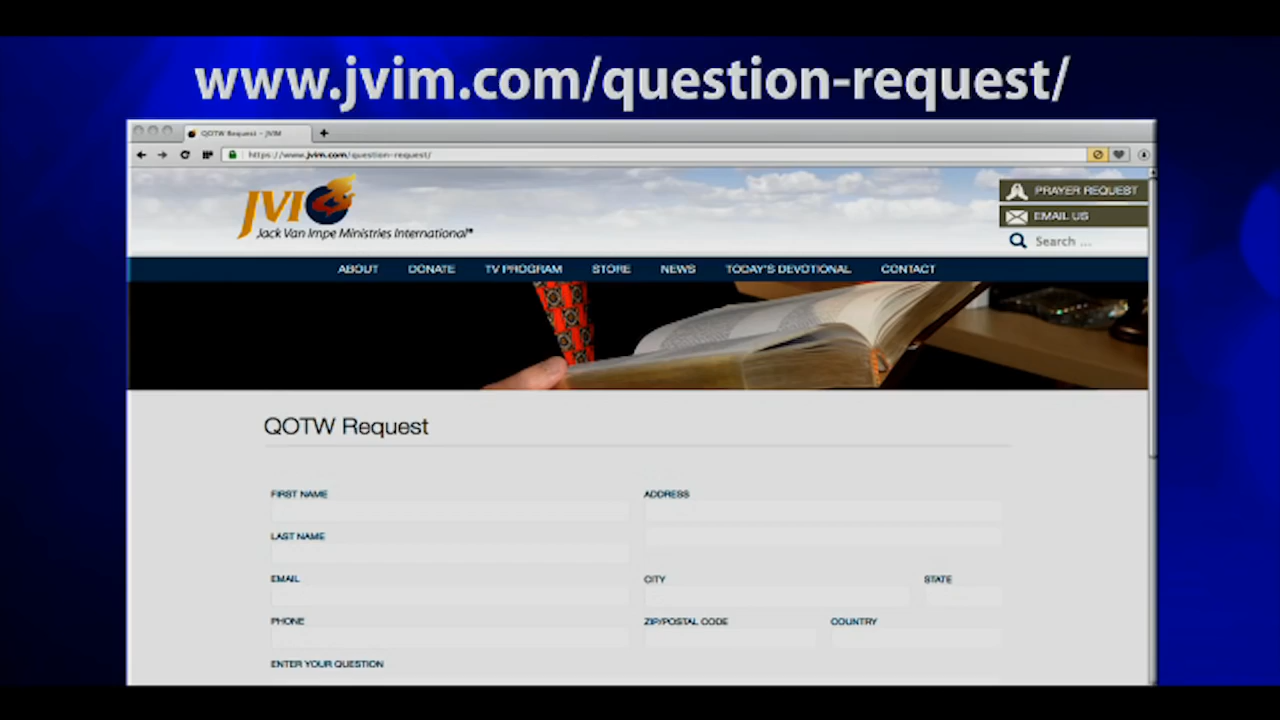 www.jvim.com/question-request/
QOTW Request - JVIM
https://www.jvim.com/question-request/
JVI
Jack Van Impe Ministries International
PRAYER REQUEST
EMAIL US
Search ...
ABOUT DONATE TV PROGRAM STORE NEWS TODAY'S DEVOTIONAL CONTACT
QOTW Request
FIRST NAME ADDRESS
LAST NAME
EMAIL CITY STATE
PHONE ZIP/POSTAL CODE COUNTRY
ENTER YOUR QUESTION